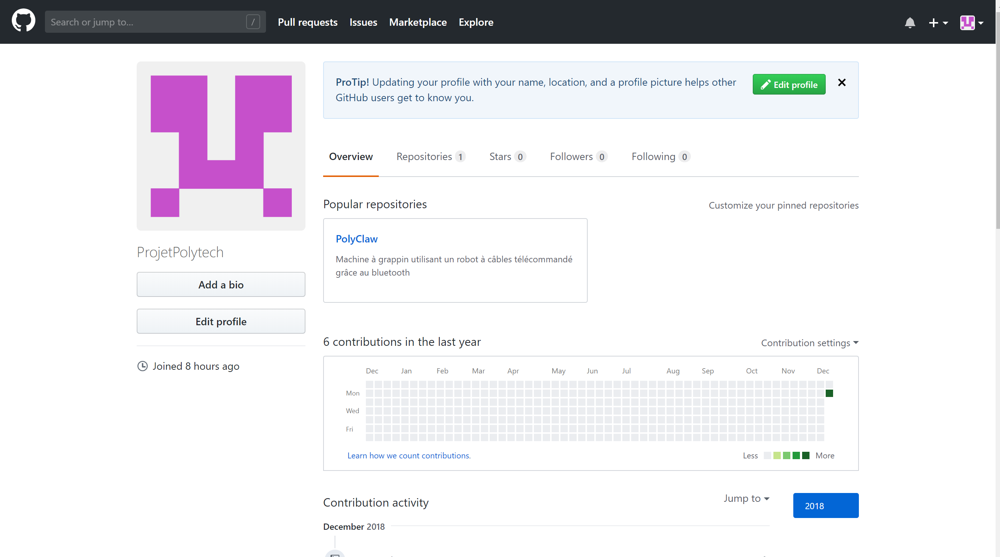 Search or jump to... /
Pull requests Issues Marketplace Explore
ProTip! Updating your profile with your name, location, and a profile picture helps other
GitHub users get to know you.
Edit profile
Overview Repositories 1 Stars 0 Followers 0 Following 0
Popular repositories
Customize your pinned repositories
PolyClaw
Machine à grappin utilisant un robot à câbles télécommandé
grâce au bluetooth
ProjetPolytech
Add a bio
Edit profile
Joined 8 hours ago
6 contributions in the last year
Contribution settings
Dec Jan Feb Mar Apr May Jun Jul Aug Sep Oct Nov Dec
Mon
Wed
Fri
Learn how we count contributions.
Less More
Contribution activity
Jump to
2018
December 2018